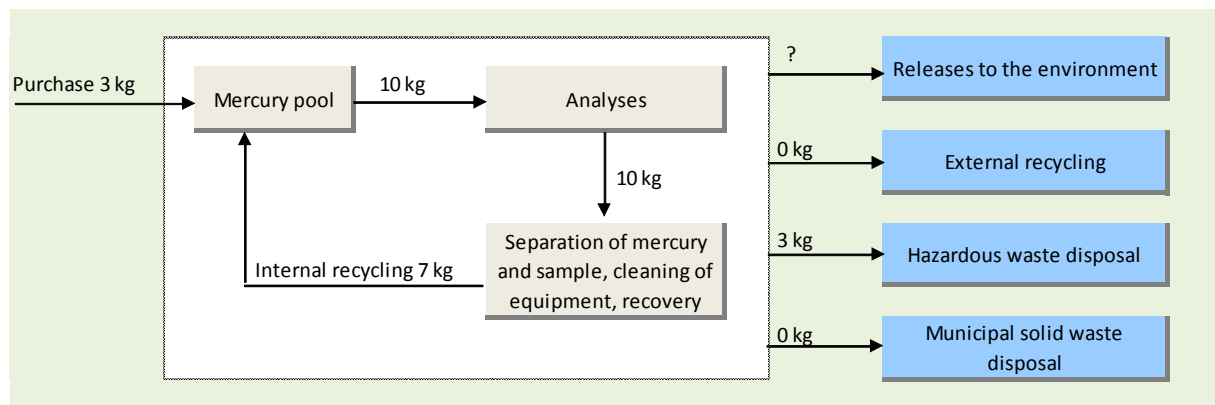 Purchase 3 kg
Mercury pool
10 kg
Analyses
10 kg
Separation of mercury
and sample, cleaning of
equipment, recovery
Internal recycling 7 kg
?
Releases to the environment
0 kg
External recycling
3 kg
Hazardous waste disposal
0 kg
Municipal solid waste
disposal